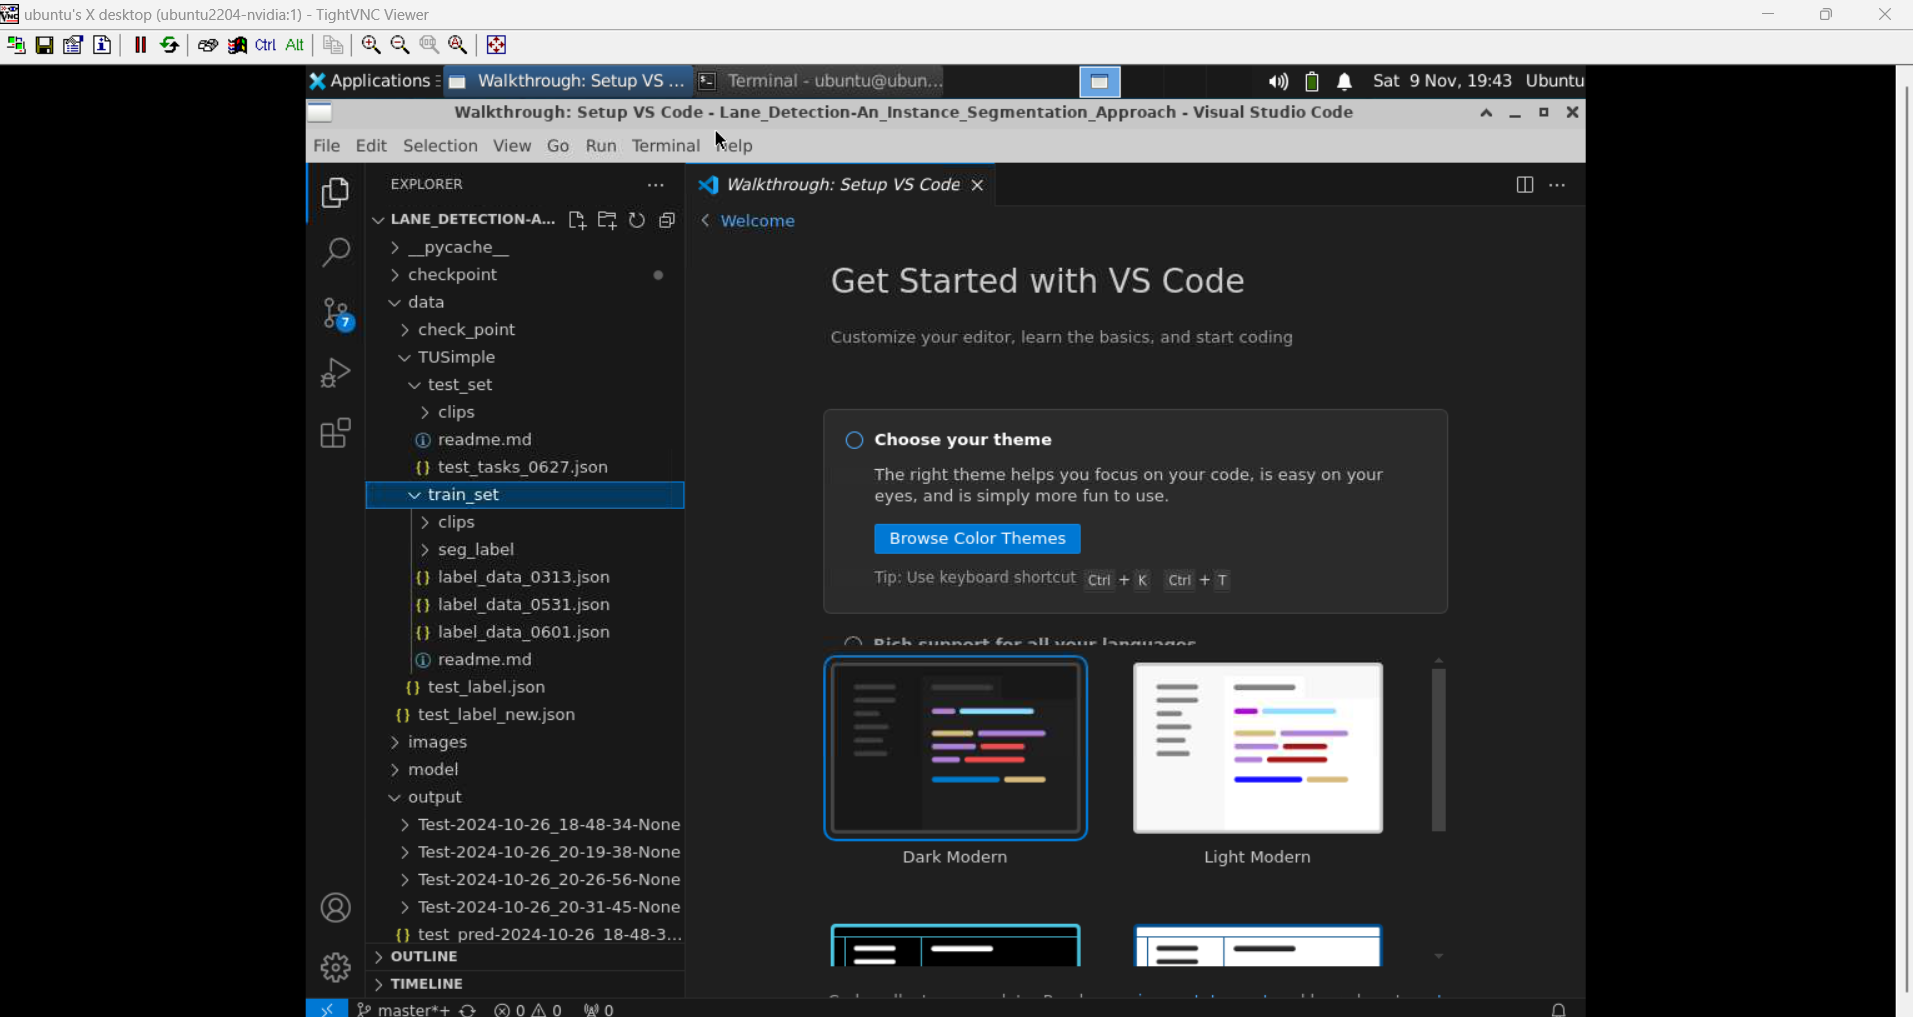 ubuntu's X desktop (ubuntu2204-nvidia:1) - TightVNC Viewer
Ctrl Alt
Applications
Walkthrough: Setup VS ...
Terminal - ubuntu@ubun...
Sat 9 Nov, 19:43 Ubuntu
Walkthrough: Setup VS Code - Lane_Detection-An_Instance_Segmentation_Approach - Visual Studio Code
File Edit Selection View Go Run Terminal Help
EXPLORER
LANE_DETECTION-A...
__pycache__
checkpoint
data
check_point
TUSimple
test_set
clips
readme.md
test_tasks_0627.json
train_set
clips
seg_label
label_data_0313.json
label_data_0531.json
label_data_0601.json
readme.md
test_label.json
test_label_new.json
images
model
output
Test-2024-10-26_18-48-34-None
Test-2024-10-26_20-19-38-None
Test-2024-10-26_20-26-56-None
Test-2024-10-26_20-31-45-None
test_pred-2024-10-26_18-48-3...
OUTLINE
TIMELINE
7
Walkthrough: Setup VS Code
Welcome
Get Started with VS Code
Customize your editor, learn the basics, and start coding
Choose your theme
The right theme helps you focus on your code, is easy on your
eyes, and is simply more fun to use.
Browse Color Themes
Tip: Use keyboard shortcut Ctrl + K Ctrl + T
Rich support for all your languages
Dark Modern
Light Modern
master*+ 0 0 0